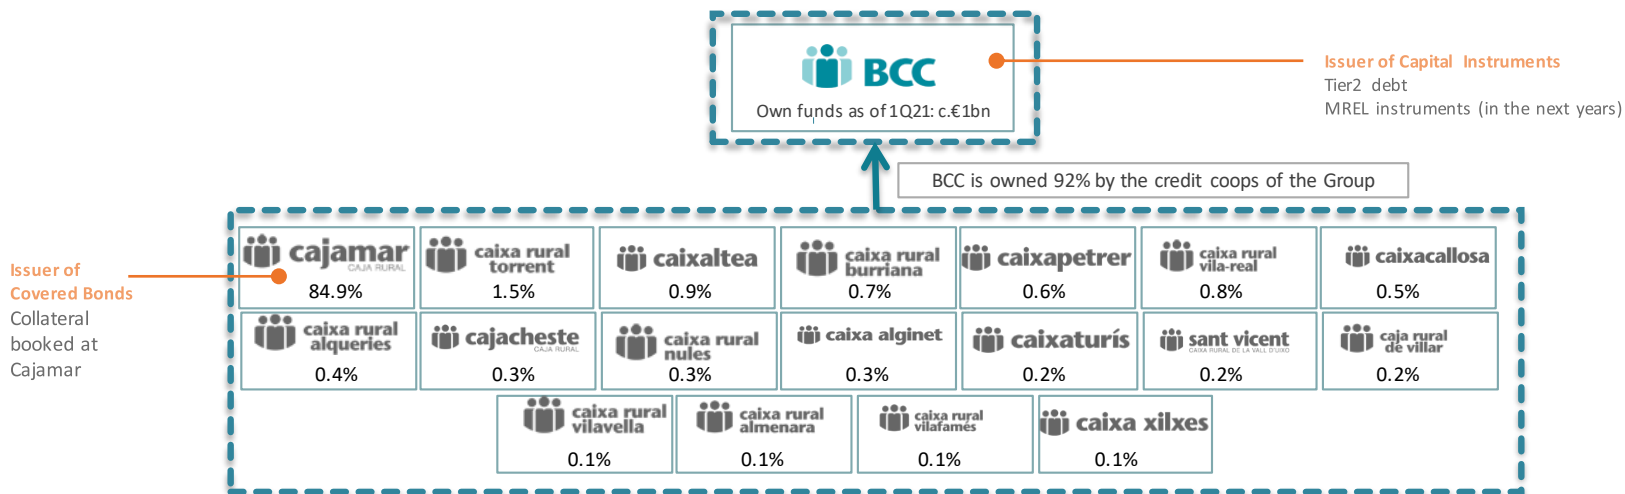 BCC
Own funds as of 1Q21: c.€1bn
Issuer of Capital Instruments
Tier2 debt
MREL instruments (in the next years)
BCC is owned 92% by the credit coops of the Group
Issuer of
Covered Bonds
Collateral
booked at
Cajamar
cajamar
CAJA RURAL
84.9%
caixa rural
torrent
1.5%
caixaltea
0.9%
caixa rural
burriana
0.7%
caixapetrer
0.6%
caixa rural
vila-real
0.8%
caixacallosa
0.5%
caixa rural
alqueries
0.4%
cajacheste
CAJA RURAL
0.3%
caixa rural
nules
0.3%
caixa alginet
0.3%
caixaturís
0.2%
sant vicent
CAIXA RURAL DE LA VALL D'UIXO
0.2%
caja rural
de villar
0.2%
caixa rural
vilavella
0.1%
caixa rural
almenara
0.1%
caixa rural
vilafamés
0.1%
caixa xilxes
0.1%